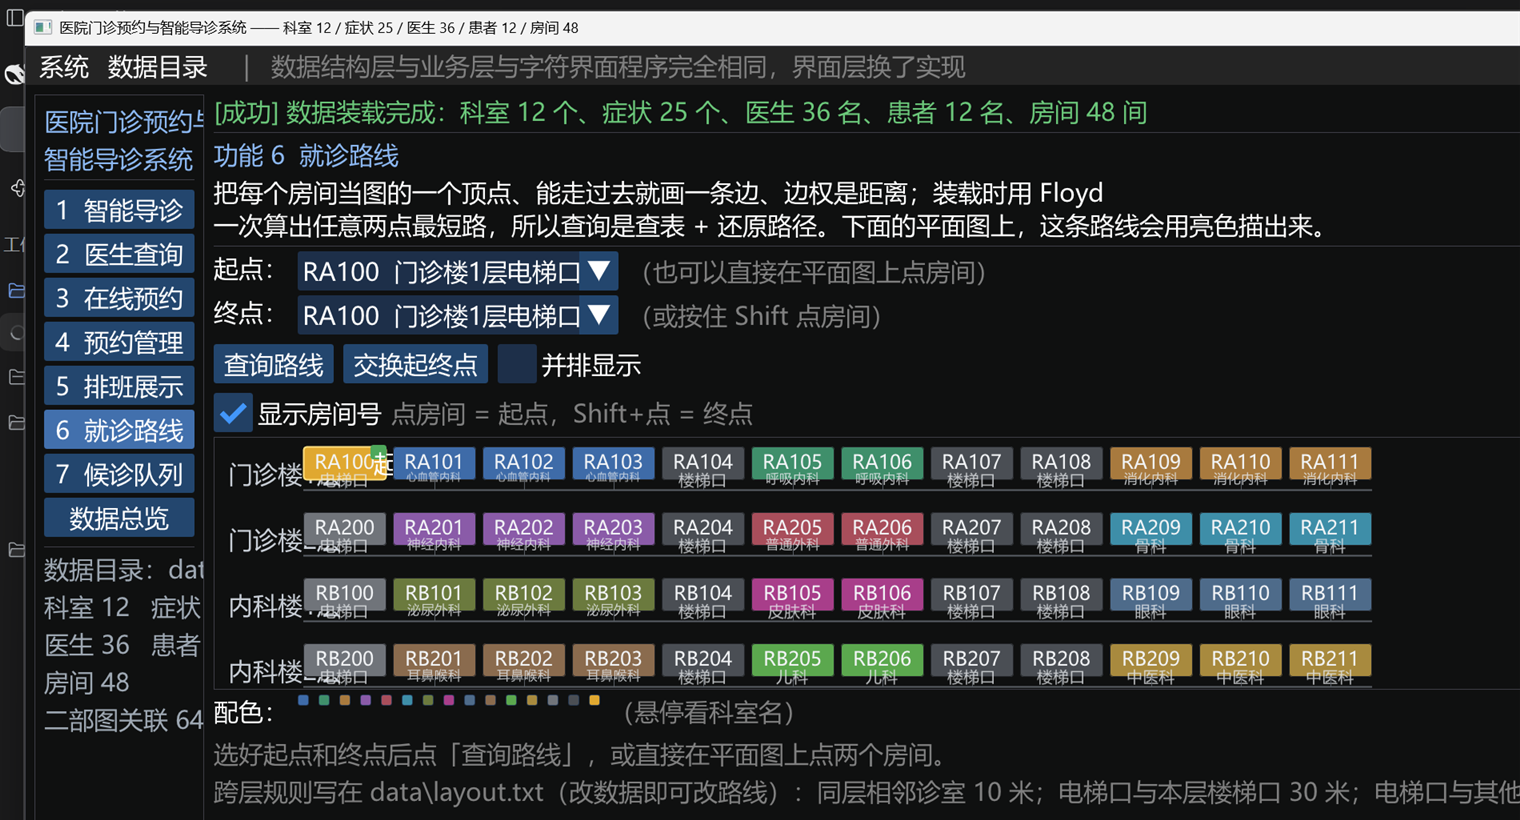 医院门诊预约与智能导诊系统 —— 科室 12 / 症状 25 / 医生 36 / 患者 12 / 房间 48
系统 数据目录 | 数据结构层与业务层与字符界面程序完全相同，界面层换了实现
医院门诊预约与
智能导诊系统
1 智能导诊
2 医生查询
3 在线预约
4 预约管理
5 排班展示
6 就诊路线
7 候诊队列
数据总览
数据目录：dat
科室 12 症状
医生 36 患者
房间 48
二部图关联 64
[成功] 数据装载完成：科室 12 个、症状 25 个、医生 36 名、患者 12 名、房间 48 间
功能 6 就诊路线
把每个房间当图的一个顶点、能走过去就画一条边、边权是距离；装载时用 Floyd
一次算出任意两点最短路，所以查询是查表 + 还原路径。下面的平面图上，这条路线会用亮色描出来。
起点： RA100 门诊楼1层电梯口 （也可以直接在平面图上点房间）
终点： RA100 门诊楼1层电梯口 （或按住 Shift 点房间）
查询路线 交换起终点 并排显示
显示房间号 点房间 = 起点，Shift+点 = 终点
门诊楼 RA100 起 RA101 RA102 RA103 RA104 RA105 RA106 RA107 RA108 RA109 RA110 RA111
电梯口 心血管内科 心血管内科 心血管内科 楼梯口 呼吸内科 呼吸内科 楼梯口 楼梯口 消化内科 消化内科 消化内科
门诊楼 RA200 RA201 RA202 RA203 RA204 RA205 RA206 RA207 RA208 RA209 RA210 RA211
电梯口 神经内科 神经内科 神经内科 楼梯口 普通外科 普通外科 楼梯口 楼梯口 骨科 骨科 骨科
内科楼 RB100 RB101 RB102 RB103 RB104 RB105 RB106 RB107 RB108 RB109 RB110 RB111
电梯口 泌尿外科 泌尿外科 泌尿外科 楼梯口 皮肤科 皮肤科 楼梯口 楼梯口 眼科 眼科 眼科
内科楼 RB200 RB201 RB202 RB203 RB204 RB205 RB206 RB207 RB208 RB209 RB210 RB211
电梯口 耳鼻喉科 耳鼻喉科 耳鼻喉科 楼梯口 儿科 儿科 楼梯口 楼梯口 中医科 中医科 中医科
配色： （悬停看科室名）
选好起点和终点后点「查询路线」，或直接在平面图上点两个房间。
跨层规则写在 data\layout.txt（改数据即可改路线）：同层相邻诊室 10 米；电梯口与本层楼梯口 30 米；电梯口与其他